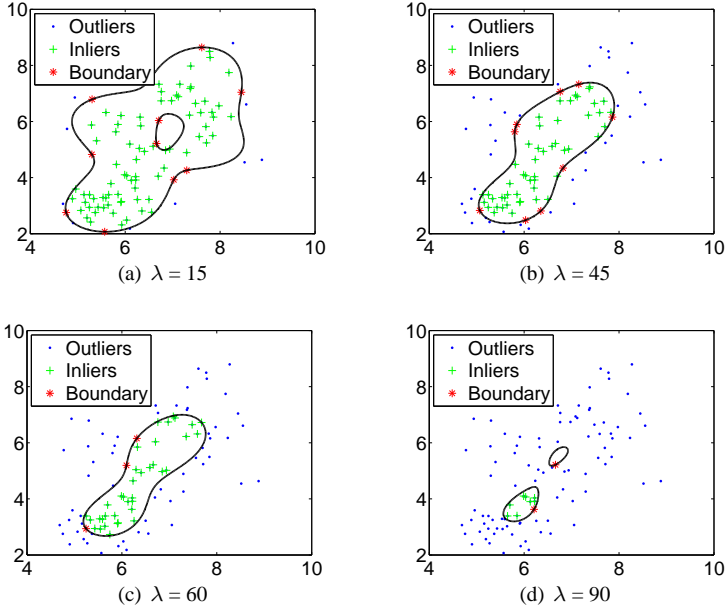 10
8
6
4
2
4 6 8 10
Outliers
Inliers
Boundary
(a) λ = 15
10
8
6
4
2
4 6 8 10
Outliers
Inliers
Boundary
(b) λ = 45
10
8
6
4
2
4 6 8 10
Outliers
Inliers
Boundary
(c) λ = 60
10
8
6
4
2
4 6 8 10
Outliers
Inliers
Boundary
(d) λ = 90